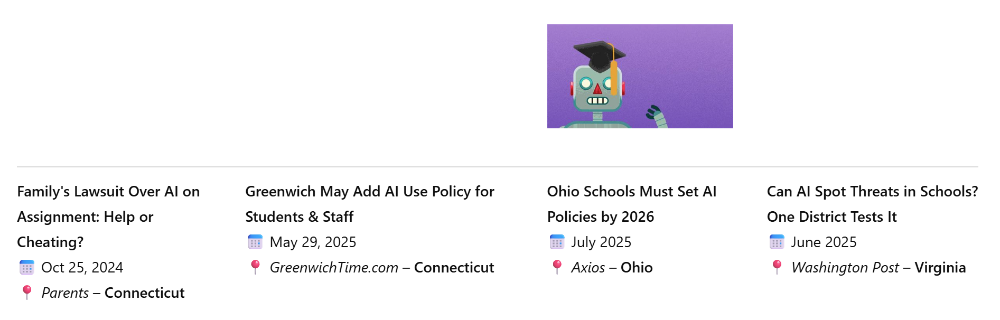 Family's Lawsuit Over AI on
Assignment: Help or
Cheating?
Oct 25, 2024
Parents – Connecticut
Greenwich May Add AI Use Policy for
Students & Staff
May 29, 2025
GreenwichTime.com – Connecticut
Ohio Schools Must Set AI
Policies by 2026
July 2025
Axios – Ohio
Can AI Spot Threats in Schools?
One District Tests It
June 2025
Washington Post – Virginia